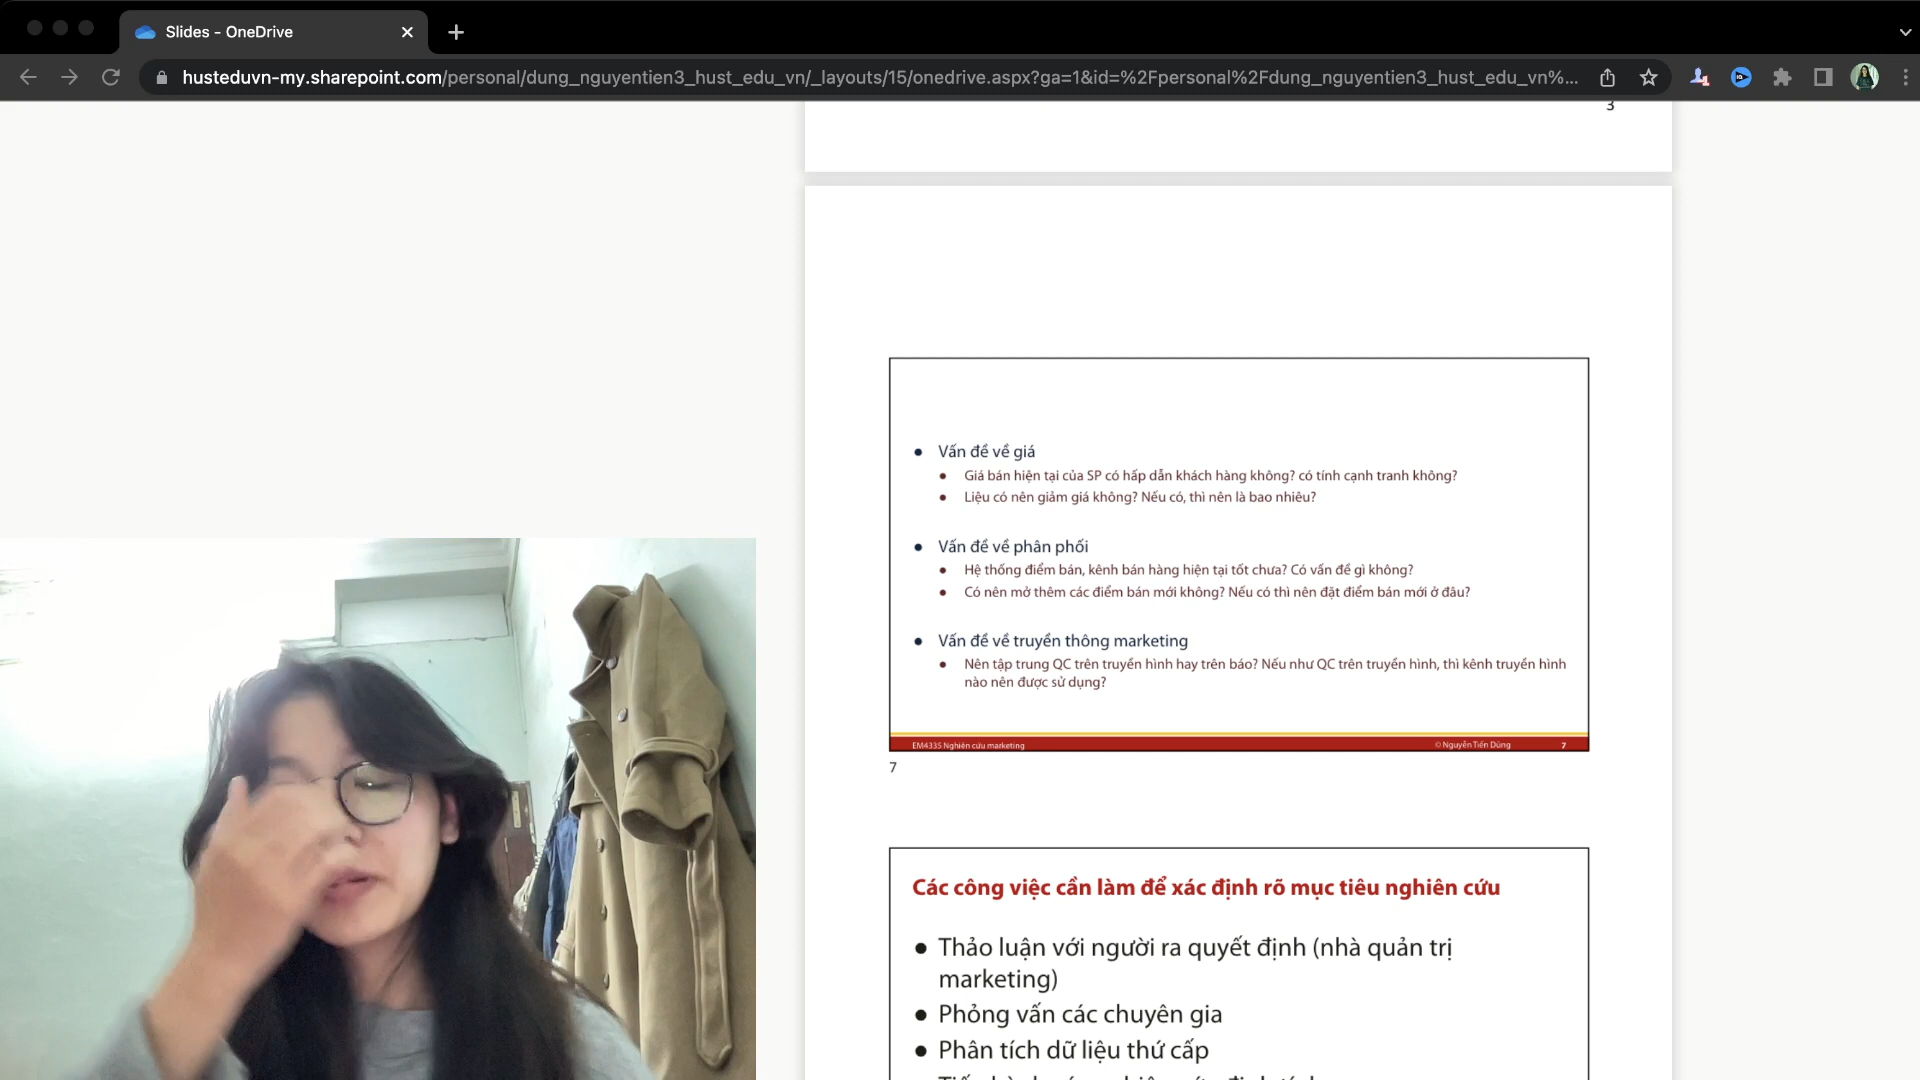 Slides - OneDrive
husteduvn-my.sharepoint.com/personal/dung_nguyentien3_hust_edu_vn/_layouts/15/onedrive.aspx?ga=1&id=%2Fpersonal%2Fdung_nguyentien3_hust_edu_vn%...
3
• Vấn đề về giá
• Giá bán hiện tại của SP có hấp dẫn khách hàng không? có tính cạnh tranh không?
• Liệu có nên giảm giá không? Nếu có, thì nên là bao nhiêu?
• Vấn đề về phân phối
• Hệ thống điểm bán, kênh bán hàng hiện tại tốt chưa? Có vấn đề gì không?
• Có nên mở thêm các điểm bán mới không? Nếu có thì nên đặt điểm bán mới ở đâu?
• Vấn đề về truyền thông marketing
• Nên tập trung QC trên truyền hình hay trên báo? Nếu như QC trên truyền hình, thì kênh truyền hình
nào nên được sử dụng?
EM4335 Nghiên cứu marketing © Nguyễn Tiến Dũng 7
7
Các công việc cần làm để xác định rõ mục tiêu nghiên cứu
• Thảo luận với người ra quyết định (nhà quản trị
marketing)
• Phỏng vấn các chuyên gia
• Phân tích dữ liệu thứ cấp